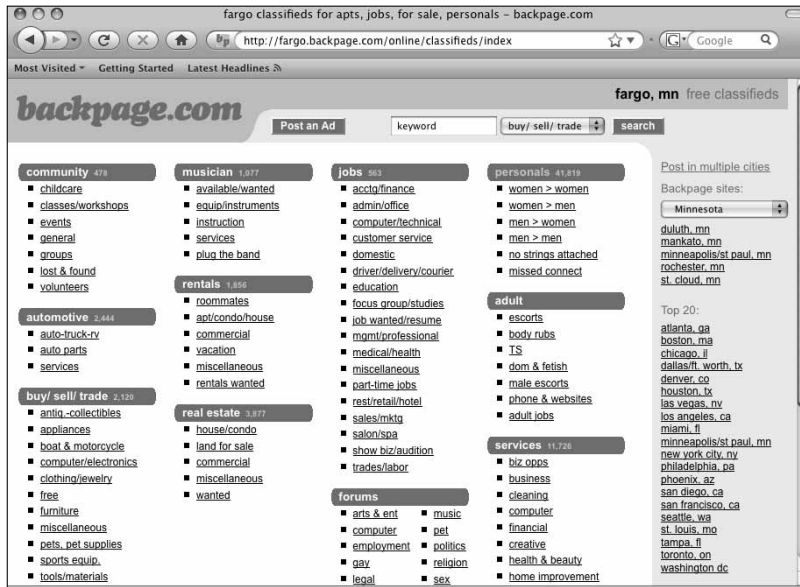 fargo classifieds for apts, jobs, for sale, personals – backpage.com
http://fargo.backpage.com/online/classifieds/index
Google
Most Visited
Getting Started
Latest Headlines
backpage.com
fargo, mn free classifieds
Post an Ad
keyword
buy/ sell/ trade
search
community 478
childcare
classes/workshops
events
general
groups
lost & found
volunteers
automotive 2,444
auto-truck-rv
auto parts
services
buy/ sell/ trade 2,120
antiq.-collectibles
appliances
boat & motorcycle
computer/electronics
clothing/jewelry
free
furniture
miscellaneous
pets, pet supplies
sports equip.
tools/materials
musician 1,077
available/wanted
equip/instruments
instruction
services
plug the band
rentals 1,856
roommates
apt/condo/house
commercial
vacation
miscellaneous
rentals wanted
real estate 3,877
house/condo
land for sale
commercial
miscellaneous
wanted
jobs 563
acctg/finance
admin/office
computer/technical
customer service
domestic
driver/delivery/courier
education
focus group/studies
job wanted/resume
mgmt/professional
medical/health
miscellaneous
part-time jobs
rest/retail/hotel
sales/mktg
salon/spa
show biz/audition
trades/labor
forums
arts & ent
computer
employment
gay
legal
music
pet
politics
religion
sex
personals 41,819
women > women
women > men
men > women
men > men
no strings attached
missed connect
adult
escorts
body rubs
TS
dom & fetish
male escorts
phone & websites
adult jobs
services 11,726
biz opps
business
cleaning
computer
financial
creative
health & beauty
home improvement
Post in multiple cities
Backpage sites:
Minnesota
duluth, mn
mankato, mn
minneapolis/st paul, mn
rochester, mn
st. cloud, mn
Top 20:
atlanta, ga
boston, ma
chicago, il
dallas/ft. worth, tx
denver, co
houston, tx
las vegas, nv
los angeles, ca
miami, fl
minneapolis/st paul, mn
new york city, ny
philadelphia, pa
phoenix, az
san diego, ca
san francisco, ca
seattle, wa
st. louis, mo
tampa, fl
toronto, on
washington dc